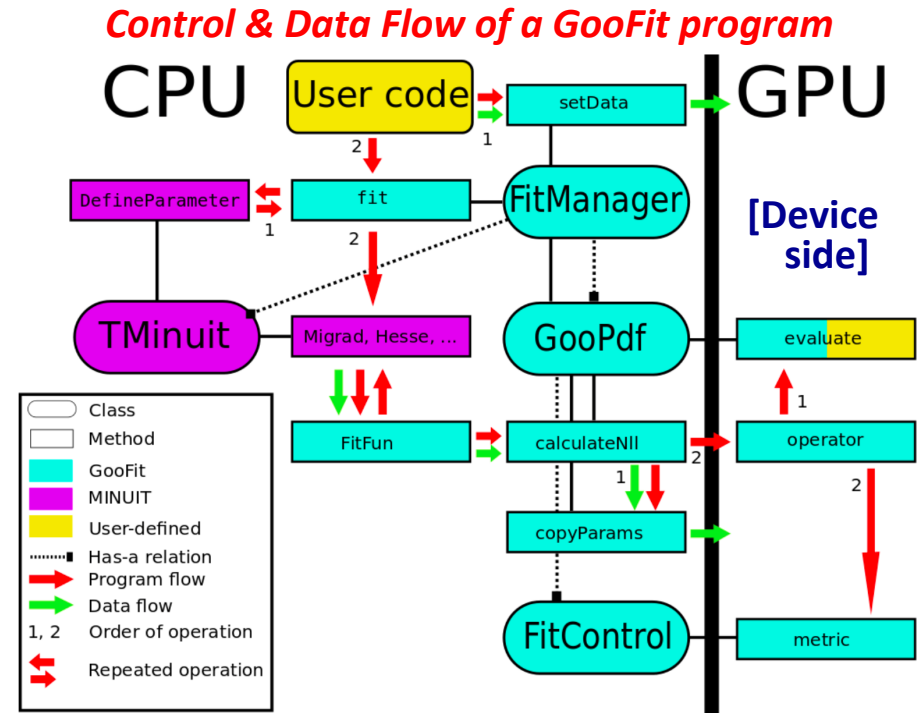 Control & Data Flow of a GooFit program
CPU
GPU
User code
setData
1
2
DefineParameter
fit
FitManager
1
2
[Device
side]
TMinuit
Migrad, Hesse, ...
GooPdf
evaluate
1
FitFun
calculateNll
2
operator
1
2
copyParams
FitControl
metric
Class
Method
GooFit
MINUIT
User-defined
Has-a relation
Program flow
Data flow
1, 2 Order of operation
Repeated operation